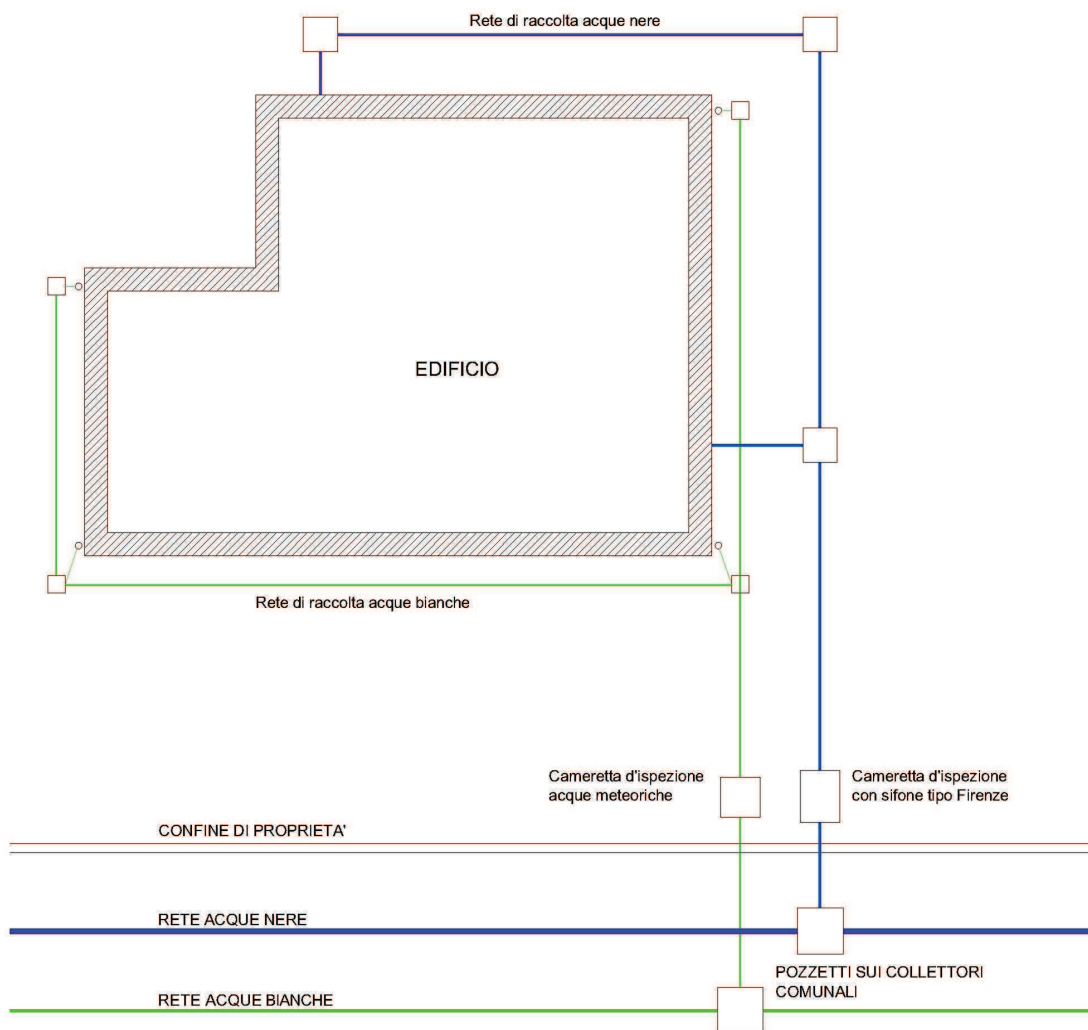 Rete di raccolta acque nere
EDIFICIO
Rete di raccolta acque bianche
Cameretta d'ispezione
acque meteoriche
Cameretta d'ispezione
con sifone tipo Firenze
CONFINE DI PROPRIETA'
RETE ACQUE NERE
POZZETTI SUI COLLETTORI
COMUNALI
RETE ACQUE BIANCHE